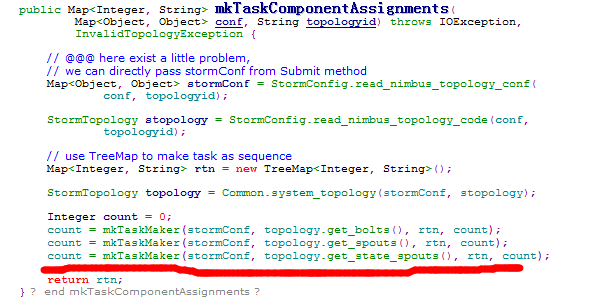 public Map<Integer, String> mkTaskComponentAssignments(
Map<Object, Object> conf, String topologyid) throws IOException,
InvalidTopologyException {
// @@@ here exist a little problem,
// we can directly pass stormConf from Submit method
Map<Object, Object> stormConf = StormConfig.read_nimbus_topology_conf(
conf, topologyid);
StormTopology stopology = StormConfig.read_nimbus_topology_code(conf,
topologyid);
// use TreeMap to make task as sequence
Map<Integer, String> rtn = new TreeMap<Integer, String>();
StormTopology topology = Common.system_topology(stormConf, stopology);
Integer count = 0;
count = mkTaskMaker(stormConf, topology.get_bolts(), rtn, count);
count = mkTaskMaker(stormConf, topology.get_spouts(), rtn, count);
count = mkTaskMaker(stormConf, topology.get_state_spouts(), rtn, count);
return rtn;
} ? end mkTaskComponentAssignments ?